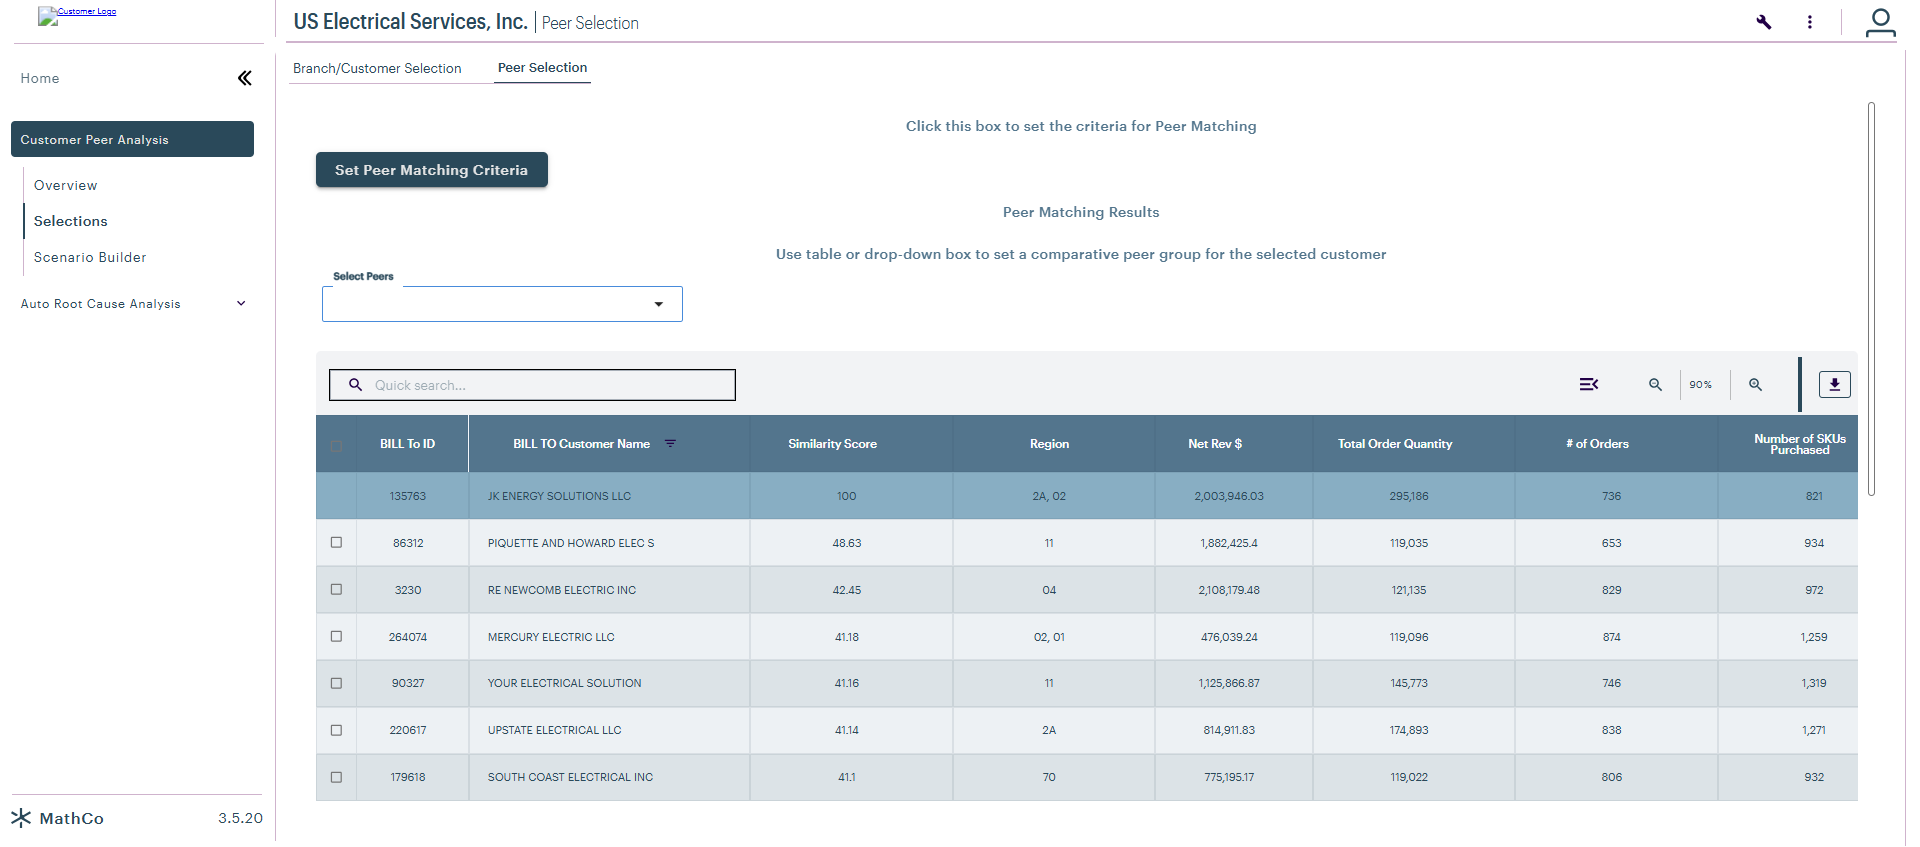 Customer Logo
US Electrical Services, Inc. | Peer Selection
Home
Branch/Customer Selection
Peer Selection
Customer Peer Analysis
Overview
Selections
Scenario Builder
Auto Root Cause Analysis
Click this box to set the criteria for Peer Matching
Set Peer Matching Criteria
Peer Matching Results
Use table or drop-down box to set a comparative peer group for the selected customer
Select Peers
Quick search...
90%
BILL To ID BILL TO Customer Name Similarity Score Region Net Rev $ Total Order Quantity # of Orders Number of SKUs Purchased
135763 JK ENERGY SOLUTIONS LLC 100 2A, 02 2,003,946.03 295,186 736 821
86312 PIQUETTE AND HOWARD ELEC S 48.63 11 1,882,425.4 119,035 653 934
3230 RE NEWCOMB ELECTRIC INC 42.45 04 2,108,179.48 121,135 829 972
264074 MERCURY ELECTRIC LLC 41.18 02, 01 476,039.24 119,096 874 1,259
90327 YOUR ELECTRICAL SOLUTION 41.16 11 1,125,866.87 145,773 746 1,319
220617 UPSTATE ELECTRICAL LLC 41.14 2A 814,911.83 174,893 838 1,271
179618 SOUTH COAST ELECTRICAL INC 41.1 70 775,195.17 119,022 806 932
MathCo
3.5.20